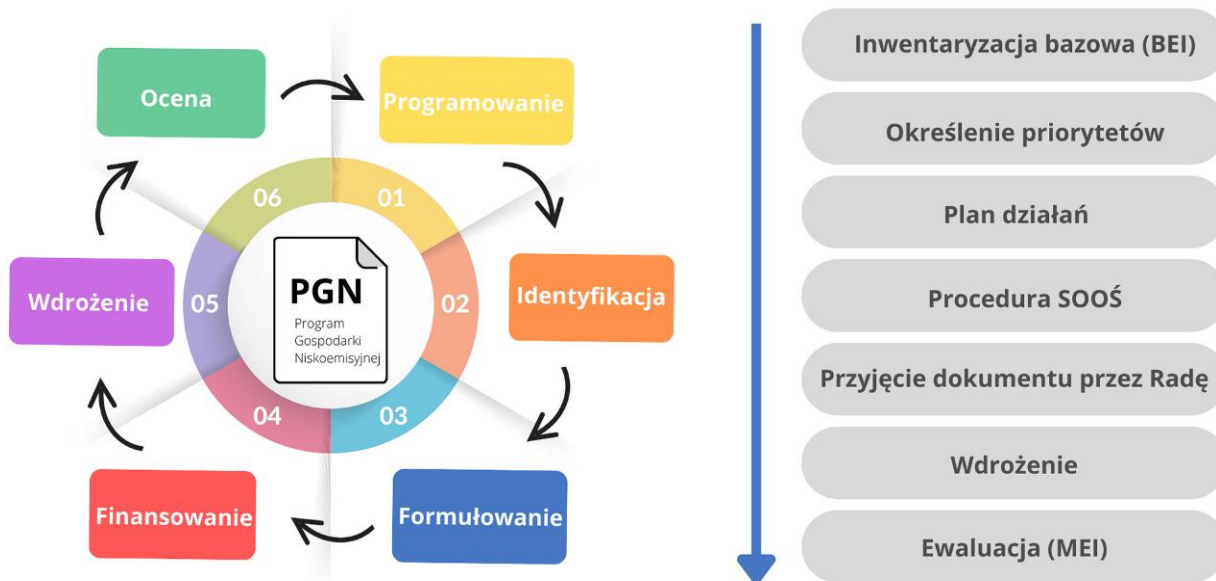 Ocena
Programowanie
06
01
Wdrożenie
05
PGN
Program
Gospodarki
Niskoemisyjnej
02
Identyfikacja
04
03
Finansowanie
Formułowanie
Inwentaryzacja bazowa (BEI)
Określenie priorytetów
Plan działań
Procedura SOOŚ
Przyjęcie dokumentu przez Radę
Wdrożenie
Ewaluacja (MEI)